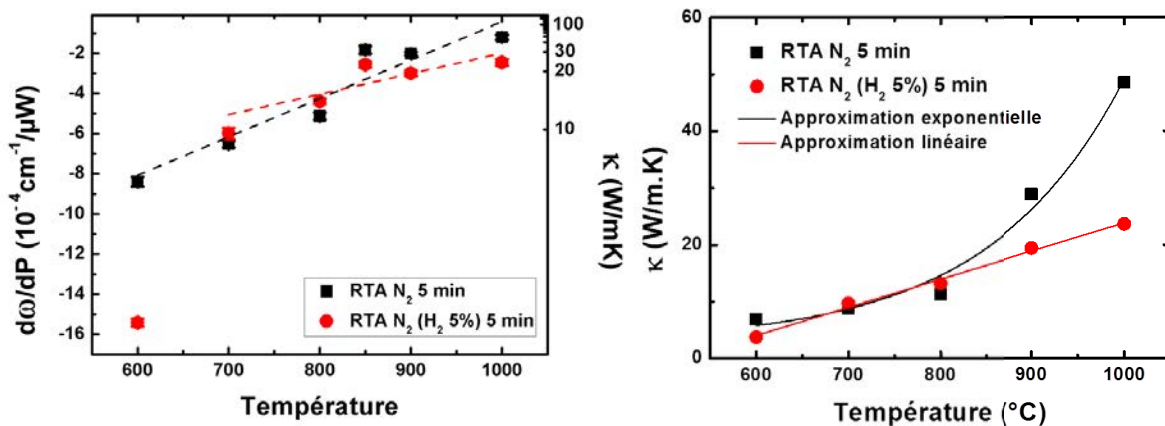 dω/dP (10⁻⁴ cm⁻¹/μW)
-2
-4
-6
-8
-10
-12
-14
-16
600 700 800 900 1000
Température
100
30
20
10
κ (W/mK)
RTA N₂ 5 min
RTA N₂ (H₂ 5%) 5 min
κ (W/m.K)
60
40
20
0
RTA N₂ 5 min
RTA N₂ (H₂ 5%) 5 min
Approximation exponentielle
Approximation linéaire
600 700 800 900 1000
Température (°C)